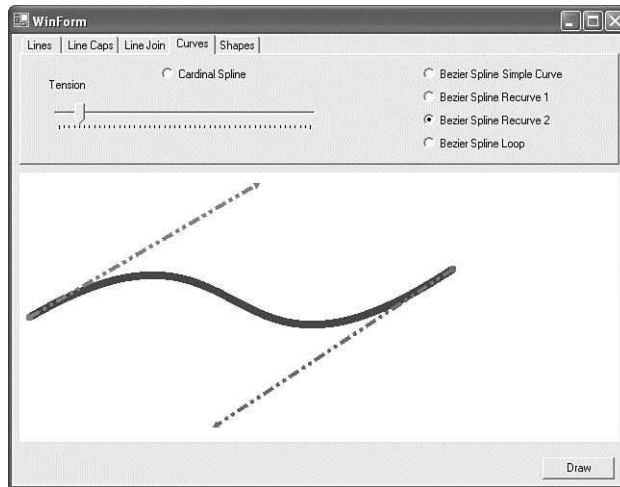 WinForm
Lines Line Caps Line Join Curves Shapes
Cardinal Spline
Tension
Bezier Spline Simple Curve
Bezier Spline Recurve 1
Bezier Spline Recurve 2
Bezier Spline Loop
Draw